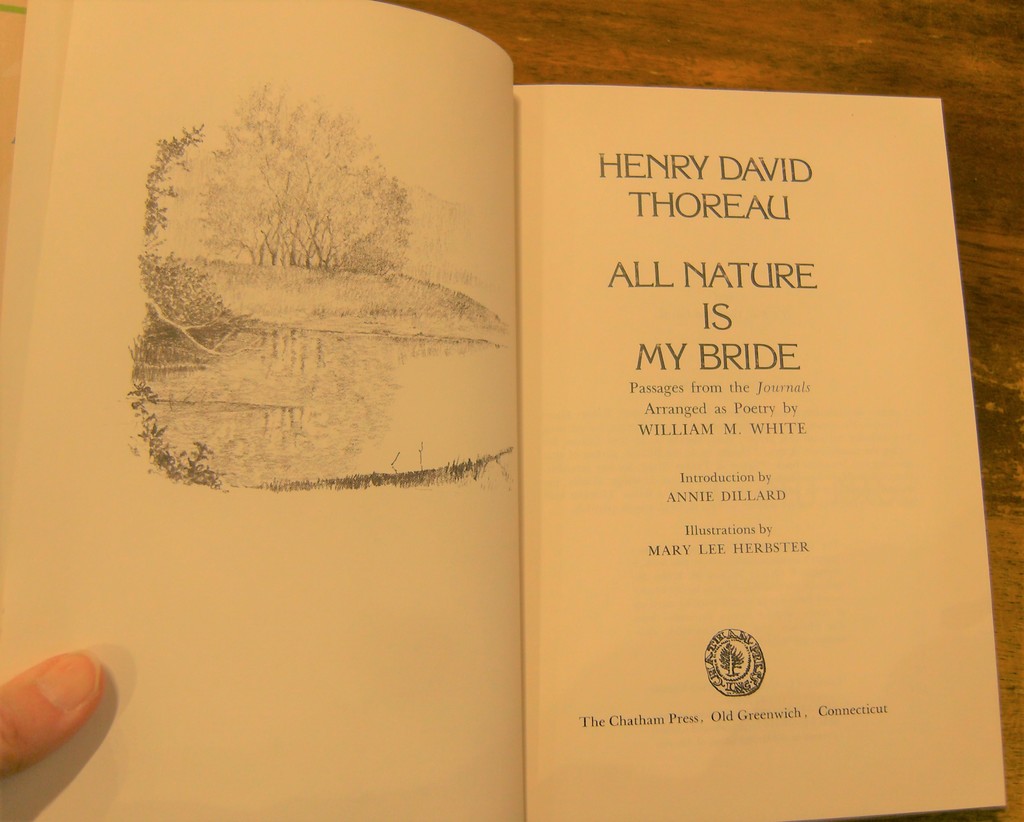 HENRY DAVID
THOREAU
ALL NATURE
IS
MY BRIDE
Passages from the Journals
Arranged as Poetry by
WILLIAM M. WHITE
Introduction by
ANNIE DILLARD
Illustrations by
MARY LEE HERBSTER
The Chatham Press, Old Greenwich, Connecticut